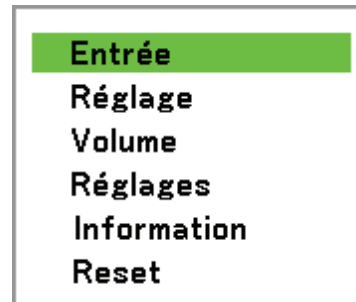 Entrée
Réglage
Volume
Réglages
Information
Reset